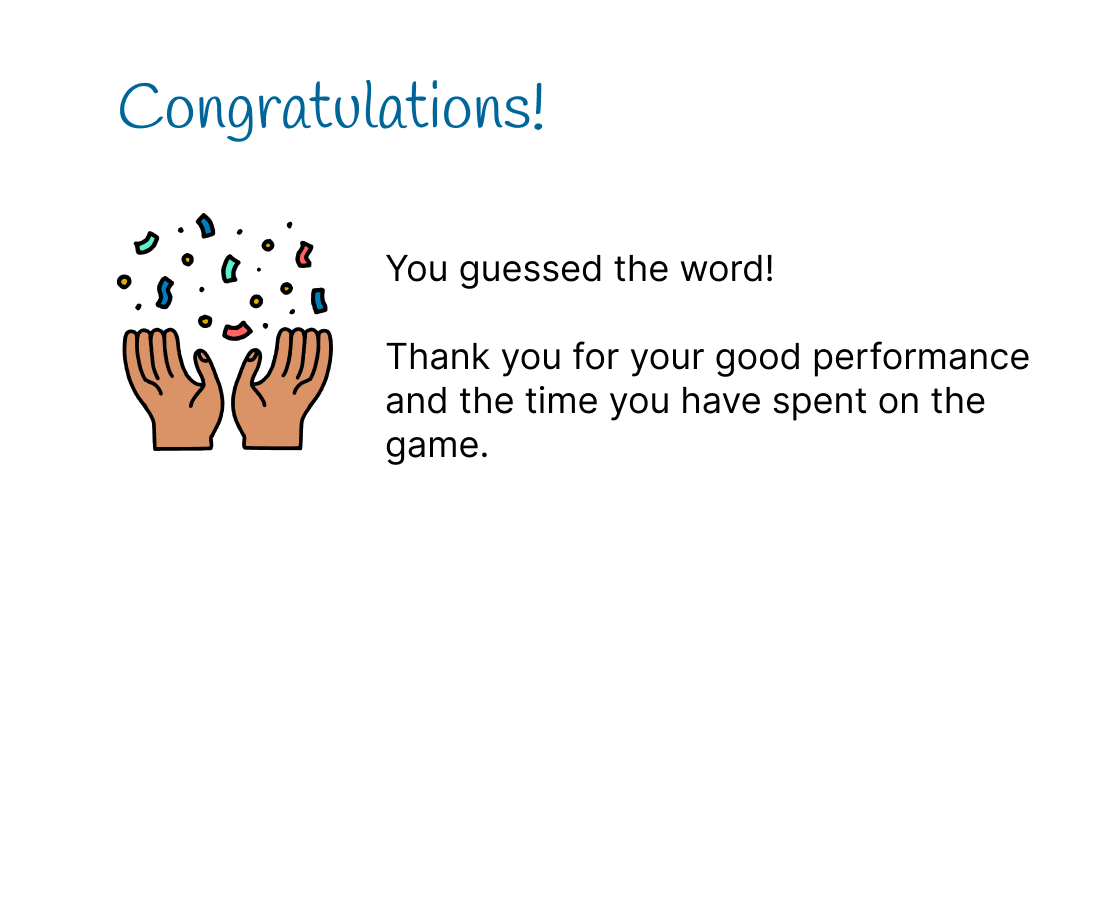 Congratulations!
You guessed the word!
Thank you for your good performance
and the time you have spent on the
game.